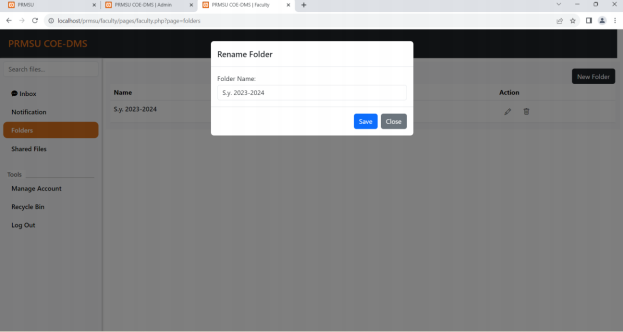 PRMSU
PRMSU COE-DMS | Admin
PRMSU COE-DMS | Faculty
localhost/prmsu/faculty/pages/faculty.php?page=folders
PRMSU COE-DMS
Rename Folder
Search files...
Folder Name:
S.y. 2023-2024
New Folder
Inbox
Name
Action
Notification
S.y. 2023-2024
Save
Close
Folders
Shared Files
Tools
Manage Account
Recycle Bin
Log Out